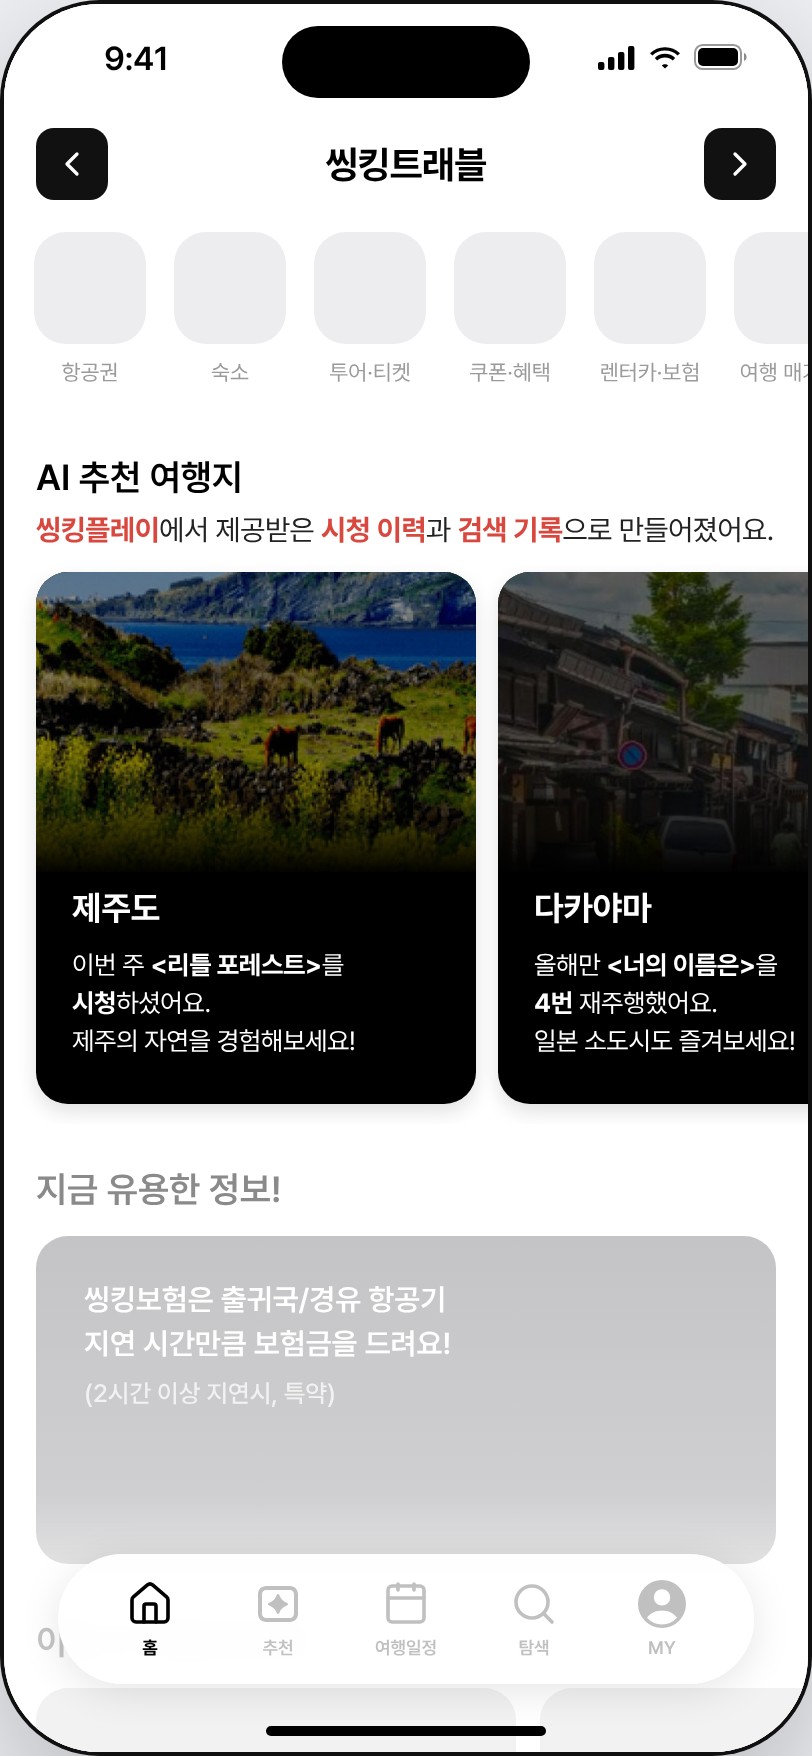 9:41
씽킹트래블
항공권
숙소
투어·티켓
쿠폰·혜택
렌터카·보험
여행
AI 추천 여행지
씽킹플레이에서 제공받은 시청 이력과 검색 기록으로 만들어졌어요.
제주도
이번 주 <리틀 포레스트>를
시청하셨어요.
제주의 자연을 경험해보세요!
다카야마
올해만 <너의 이름은>을
4번 재주행했어요.
일본 소도시도 즐겨보세요!
지금 유용한 정보!
씽킹보험은 출귀국/경유 항공기
지연 시간만큼 보험금을 드려요!
(2시간 이상 지연시, 특약)
홈
추천
여행일정
탐색
MY